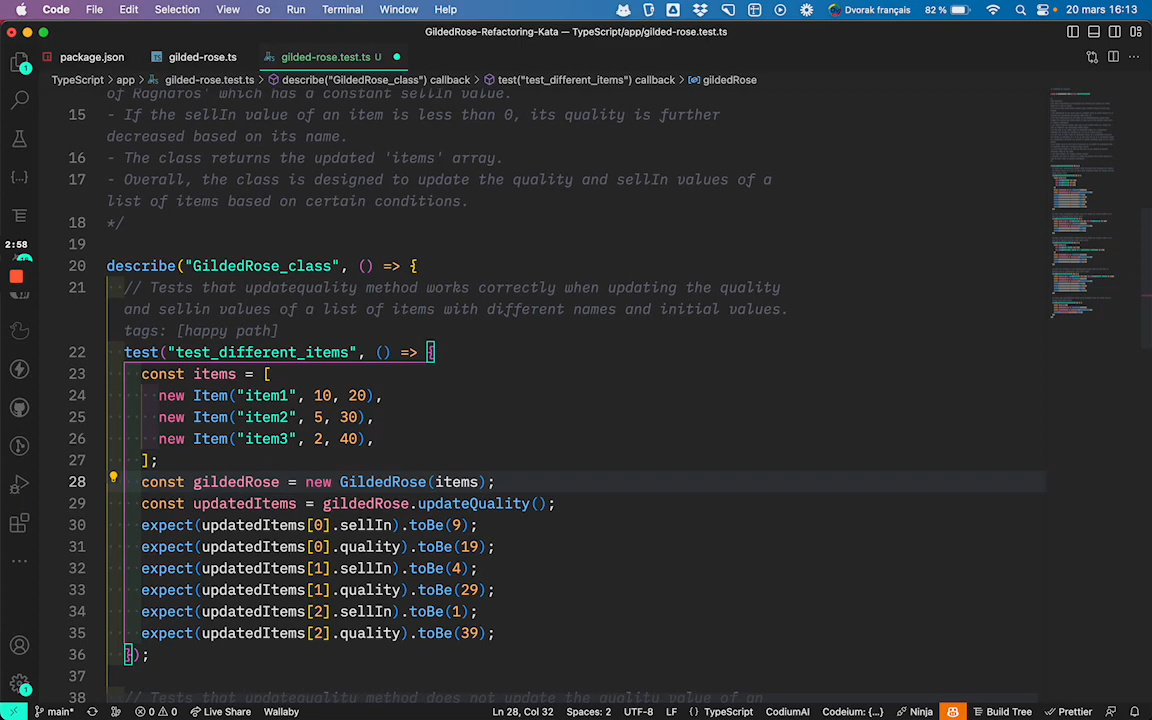 Code File Edit Selection View Go Run Terminal Window Help Dvorak français 82 % 20 mars 16:13
GildedRose-Refactoring-Kata — TypeScript/app/gilded-rose.test.ts
package.json gilded-rose.ts gilded-rose.test.ts U
TypeScript > app > gilded-rose.test.ts > describe("GildedRose_class") callback > test("test_different_items") callback > gildedRose
of Ragnaros' which has a constant sellIn value.
15 - If the sellIn value of an item is less than 0, its quality is further
decreased based on its name.
16 - The class returns the updated 'items' array.
17 - Overall, the class is designed to update the quality and sellIn values of a
list of items based on certain conditions.
18 */
19
20 describe("GildedRose_class", () => {
21 // Tests that updatequality method works correctly when updating the quality
and sellin values of a list of items with different names and initial values.
tags: [happy path]
22 test("test_different_items", () => {
23 const items = [
24 new Item("item1", 10, 20),
25 new Item("item2", 5, 30),
26 new Item("item3", 2, 40),
27 ];
28 const gildedRose = new GildedRose(items);
29 const updatedItems = gildedRose.updateQuality();
30 expect(updatedItems[0].sellIn).toBe(9);
31 expect(updatedItems[0].quality).toBe(19);
32 expect(updatedItems[1].sellIn).toBe(4);
33 expect(updatedItems[1].quality).toBe(29);
34 expect(updatedItems[2].sellIn).toBe(1);
35 expect(updatedItems[2].quality).toBe(39);
36 });
37
38 // Tests that updatequality method does not update the quality value of an
1
2:58
1
main* 0 0 Live Share Wallaby Ln 28, Col 32 Spaces: 2 UTF-8 LF {} TypeScript CodiumAI Codeium: {...} Ninja Build Tree Prettier